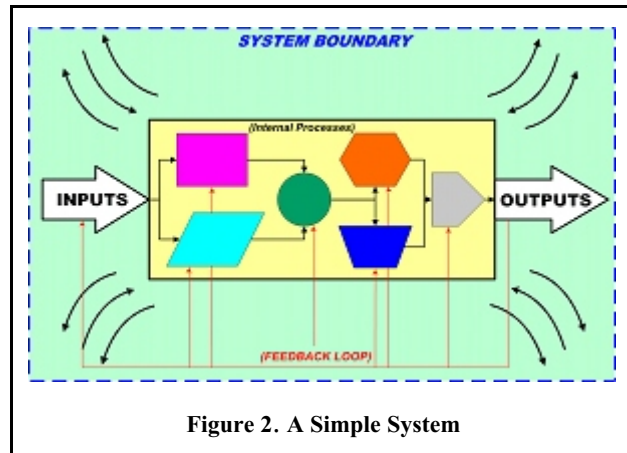 SYSTEM BOUNDARY
(Internal Processes)
INPUTS
OUTPUTS
(FEEDBACK LOOP)
Figure 2. A Simple System